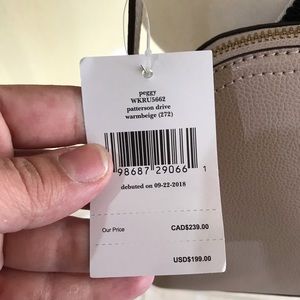 peggy
WKRU5662
patterson drive
warmbeige (272)
98687 29066 1
debuted on 09-22-2018
Our Price CAD$239.00
USD$199.00